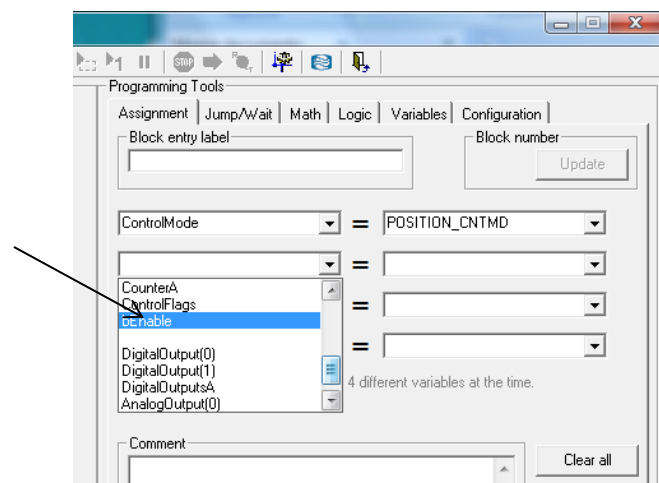 STOP
Programming Tools
Assignment Jump/Wait Math Logic Variables Configuration
Block entry label
Block number
Update
ControlMode = POSITION_CNTMD
=
CounterA
ControlFlags =
bEnable
=
DigitalOutput(0)
DigitalOutput(1)
DigitalOutputsA 4 different variables at the time.
AnalogOutput(0)
Comment
Clear all